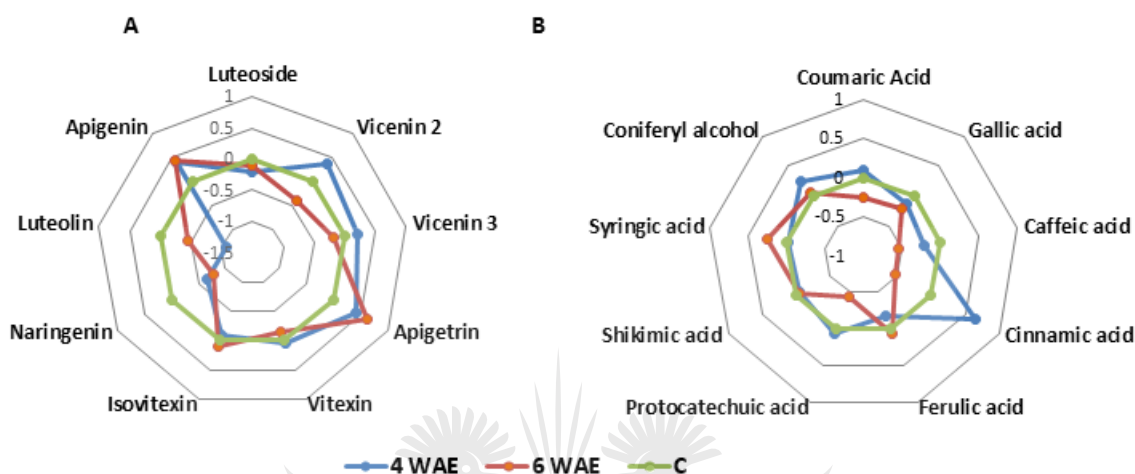 A
Luteoside
1
0.5
0
-0.5
-1
-1.5
Vicenin 2
Vicenin 3
Apigetrin
Vitexin
Isovitexin
Naringenin
Luteolin
Apigenin
B
Coumaric Acid
1
0.5
0
-0.5
-1
Gallic acid
Caffeic acid
Cinnamic acid
Ferulic acid
Protocatechuic acid
Shikimic acid
Syringic acid
Coniferyl alcohol
4 WAE 6 WAE C